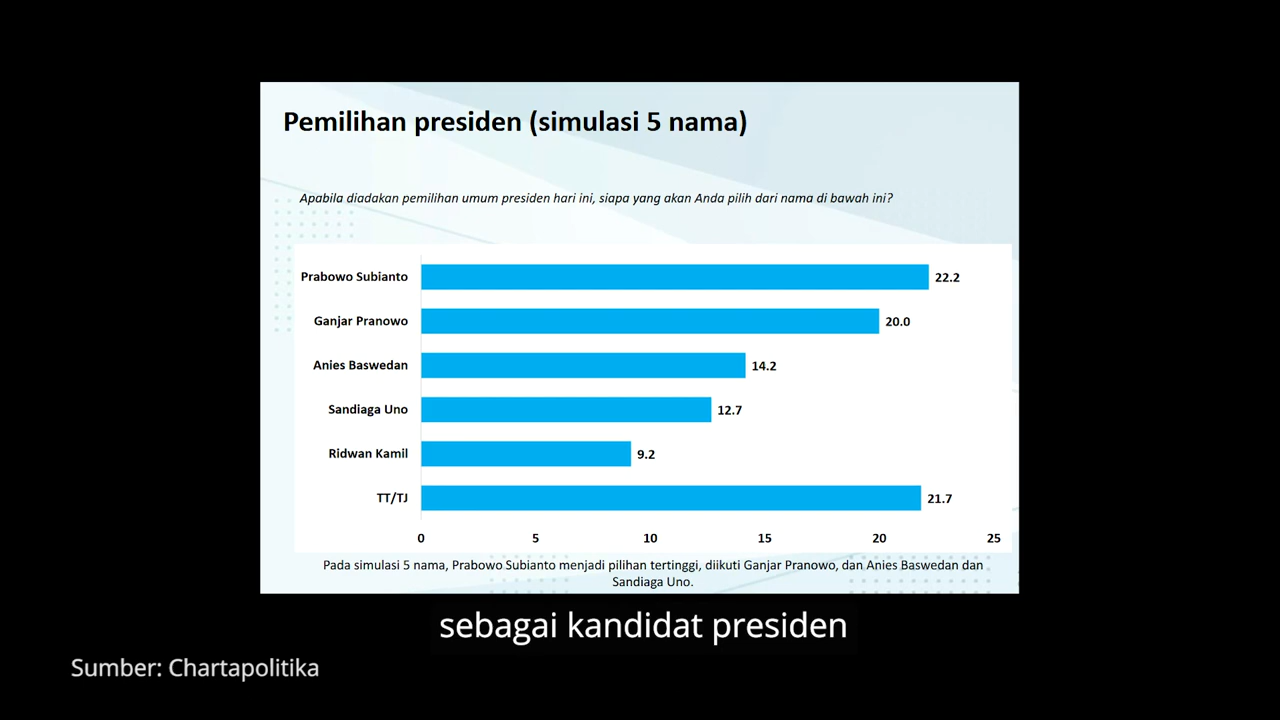 Pemilihan presiden (simulasi 5 nama)
Apabila diadakan pemilihan umum presiden hari ini, siapa yang akan Anda pilih dari nama di bawah ini?
Prabowo Subianto 22.2
Ganjar Pranowo 20.0
Anies Baswedan 14.2
Sandiaga Uno 12.7
Ridwan Kamil 9.2
TT/TJ 21.7
0 5 10 15 20 25
Pada simulasi 5 nama, Prabowo Subianto menjadi pilihan tertinggi, diikuti Ganjar Pranowo, dan Anies Baswedan dan
Sandiaga Uno.
sebagai kandidat presiden
Sumber: Chartapolitika